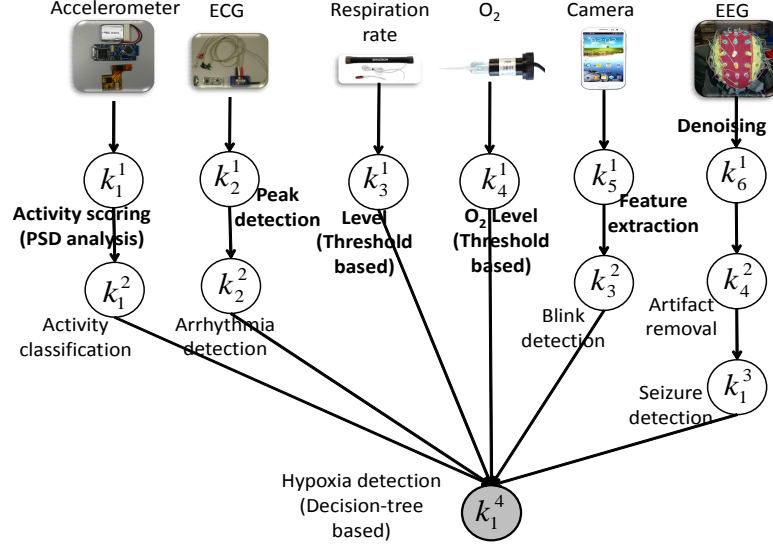 Accelerometer
ECG
Respiration
rate
O₂
Camera
EEG
Denoising
k₁¹
k₂¹
k₃¹
k₄¹
k₅¹
k₆¹
Activity scoring
(PSD analysis)
Peak
detection
Level
(Threshold
based)
O₂ Level
(Threshold
based)
Feature
extraction
k₁²
k₂²
k₃²
k₄²
Activity
classification
Arrhythmia
detection
Blink
detection
Artifact
removal
k₁³
Seizure
detection
Hypoxia detection
(Decision-tree
based)
k₁⁴